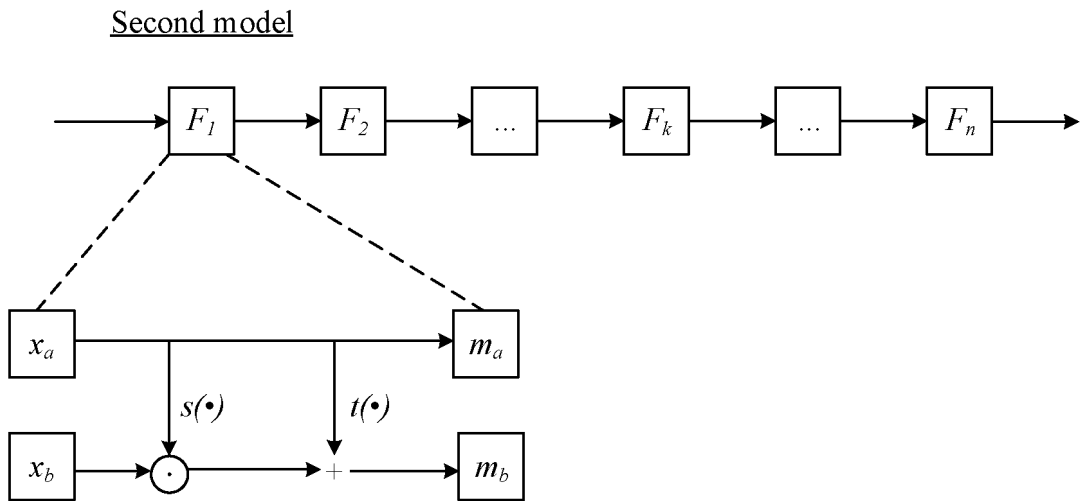 Second model
F1 F2 ... Fk ... Fn
xa ma
s(•) t(•)
xb · + mb